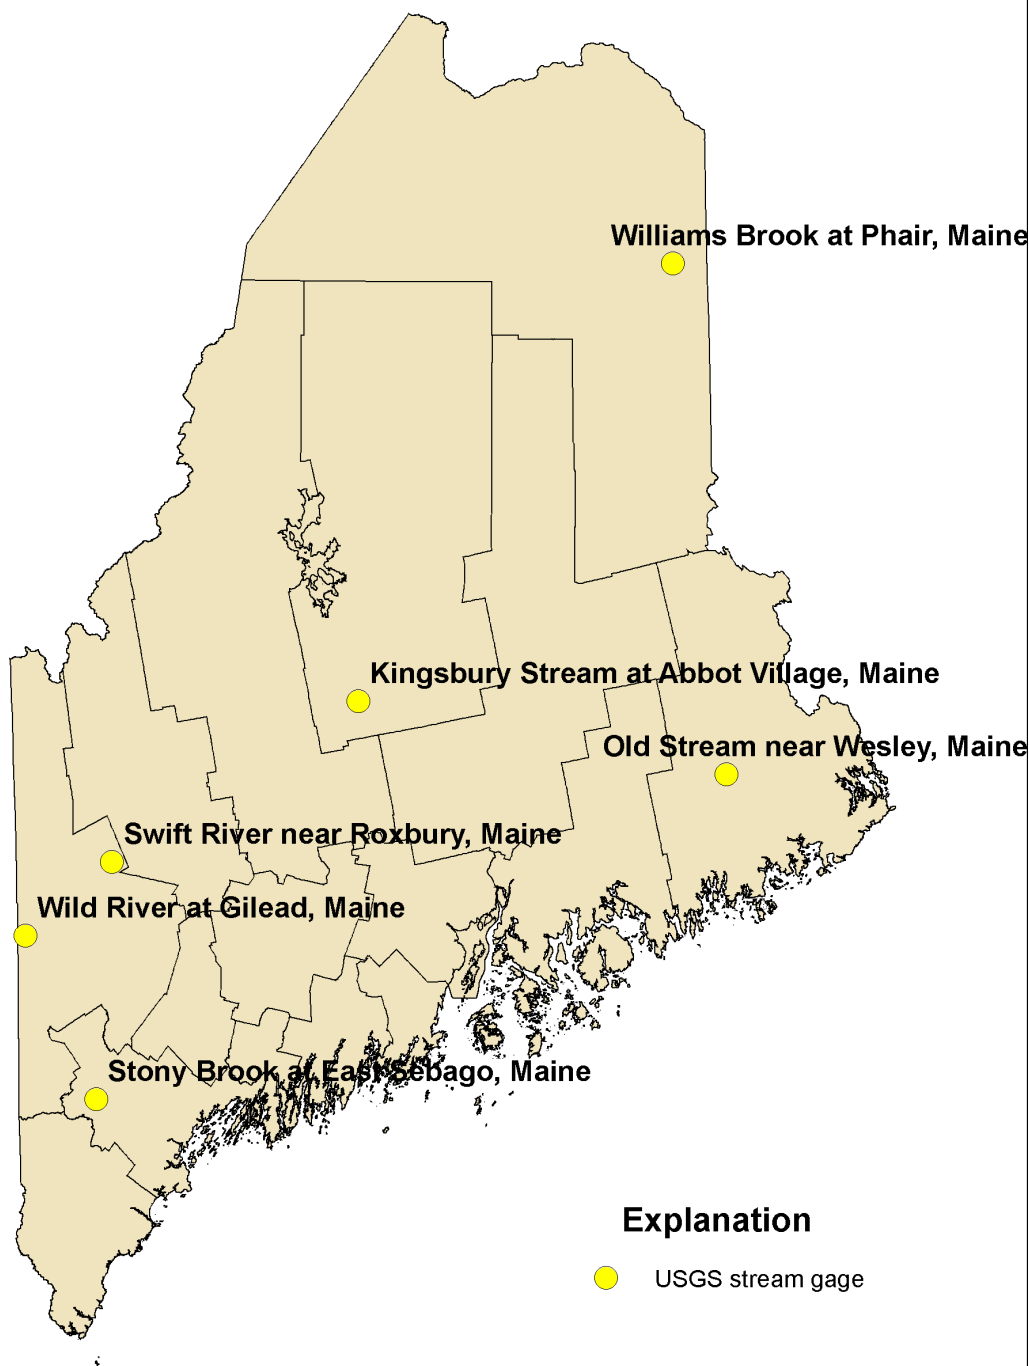 Williams Brook at Phair, Maine
Kingsbury Stream at Abbot Village, Maine
Old Stream near Wesley, Maine
Swift River near Roxbury, Maine
Wild River at Gilead, Maine
Stony Brook at East Sebago, Maine
Explanation
USGS stream gage